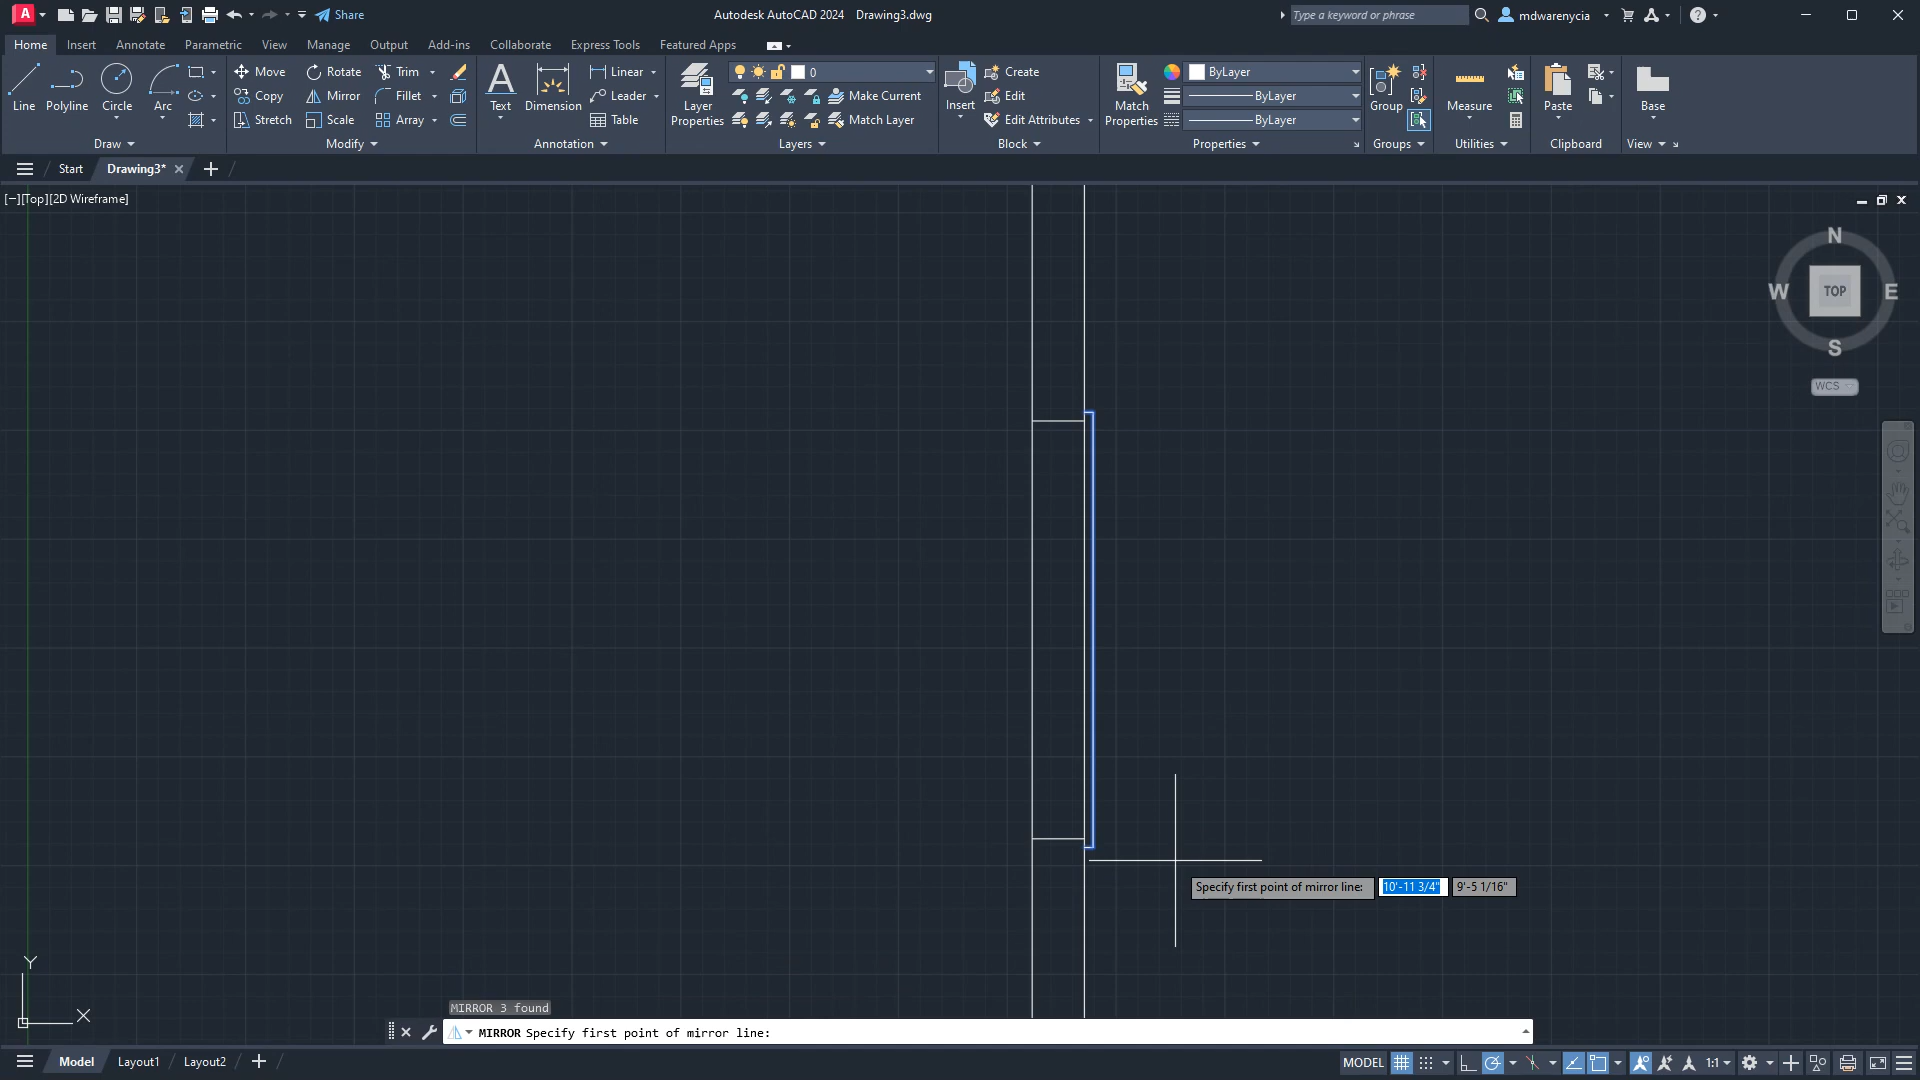 A Share Autodesk AutoCAD 2024 Drawing3.dwg Type a keyword or phrase mdwarenycia ?
Home Insert Annotate Parametric View Manage Output Add-ins Collaborate Express Tools Featured Apps
Move Rotate Trim Linear 0 Create ByLayer
Copy Mirror Fillet Leader Make Current Edit ByLayer
Line Polyline Circle Arc Text Dimension Layer Properties Insert Match Properties Group Measure Paste Base
Stretch Scale Array Table Match Layer Edit Attributes ByLayer
Draw Modify Annotation Layers Block Properties Groups Utilities Clipboard View
Start Drawing3*
[−][Top][2D Wireframe]
N
W TOP E
S
WCS
Specify first point of mirror line: 10'-11 3/4" 9'-5 1/16"
Y
X
MIRROR 3 found
MIRROR Specify first point of mirror line:
Model Layout1 Layout2 MODEL 1:1